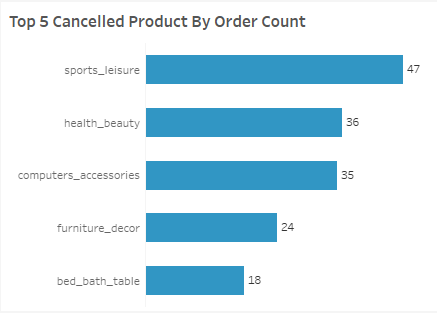 Top 5 Cancelled Product By Order Count
sports_leisure 47
health_beauty 36
computers_accessories 35
furniture_decor 24
bed_bath_table 18